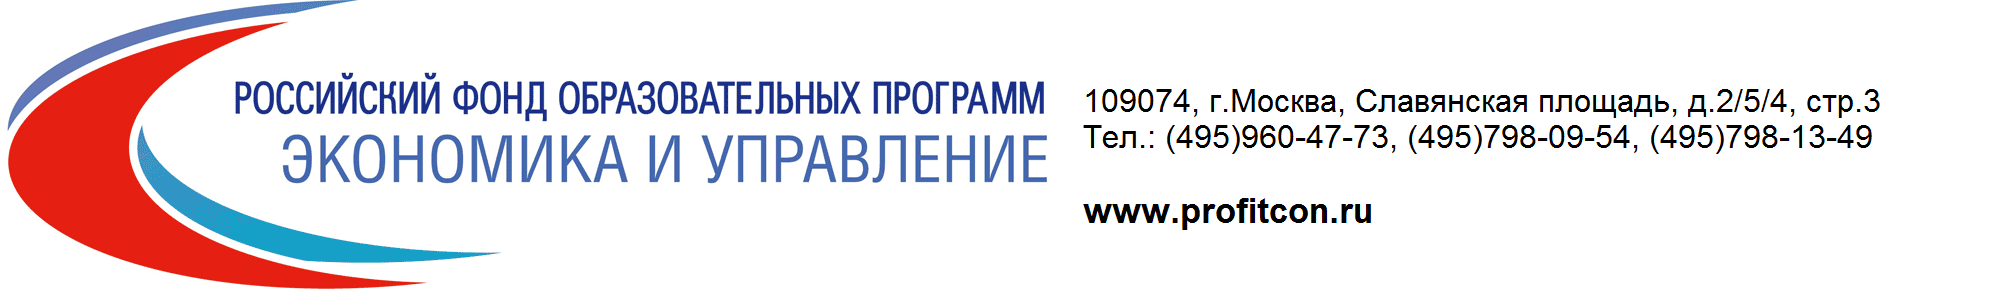 РОССИЙСКИЙ ФОНД ОБРАЗОВАТЕЛЬНЫХ ПРОГРАММ
ЭКОНОМИКА И УПРАВЛЕНИЕ
109074, г.Москва, Славянская площадь, д.2/5/4, стр.3
Тел.: (495)960-47-73, (495)798-09-54, (495)798-13-49
www.profitcon.ru